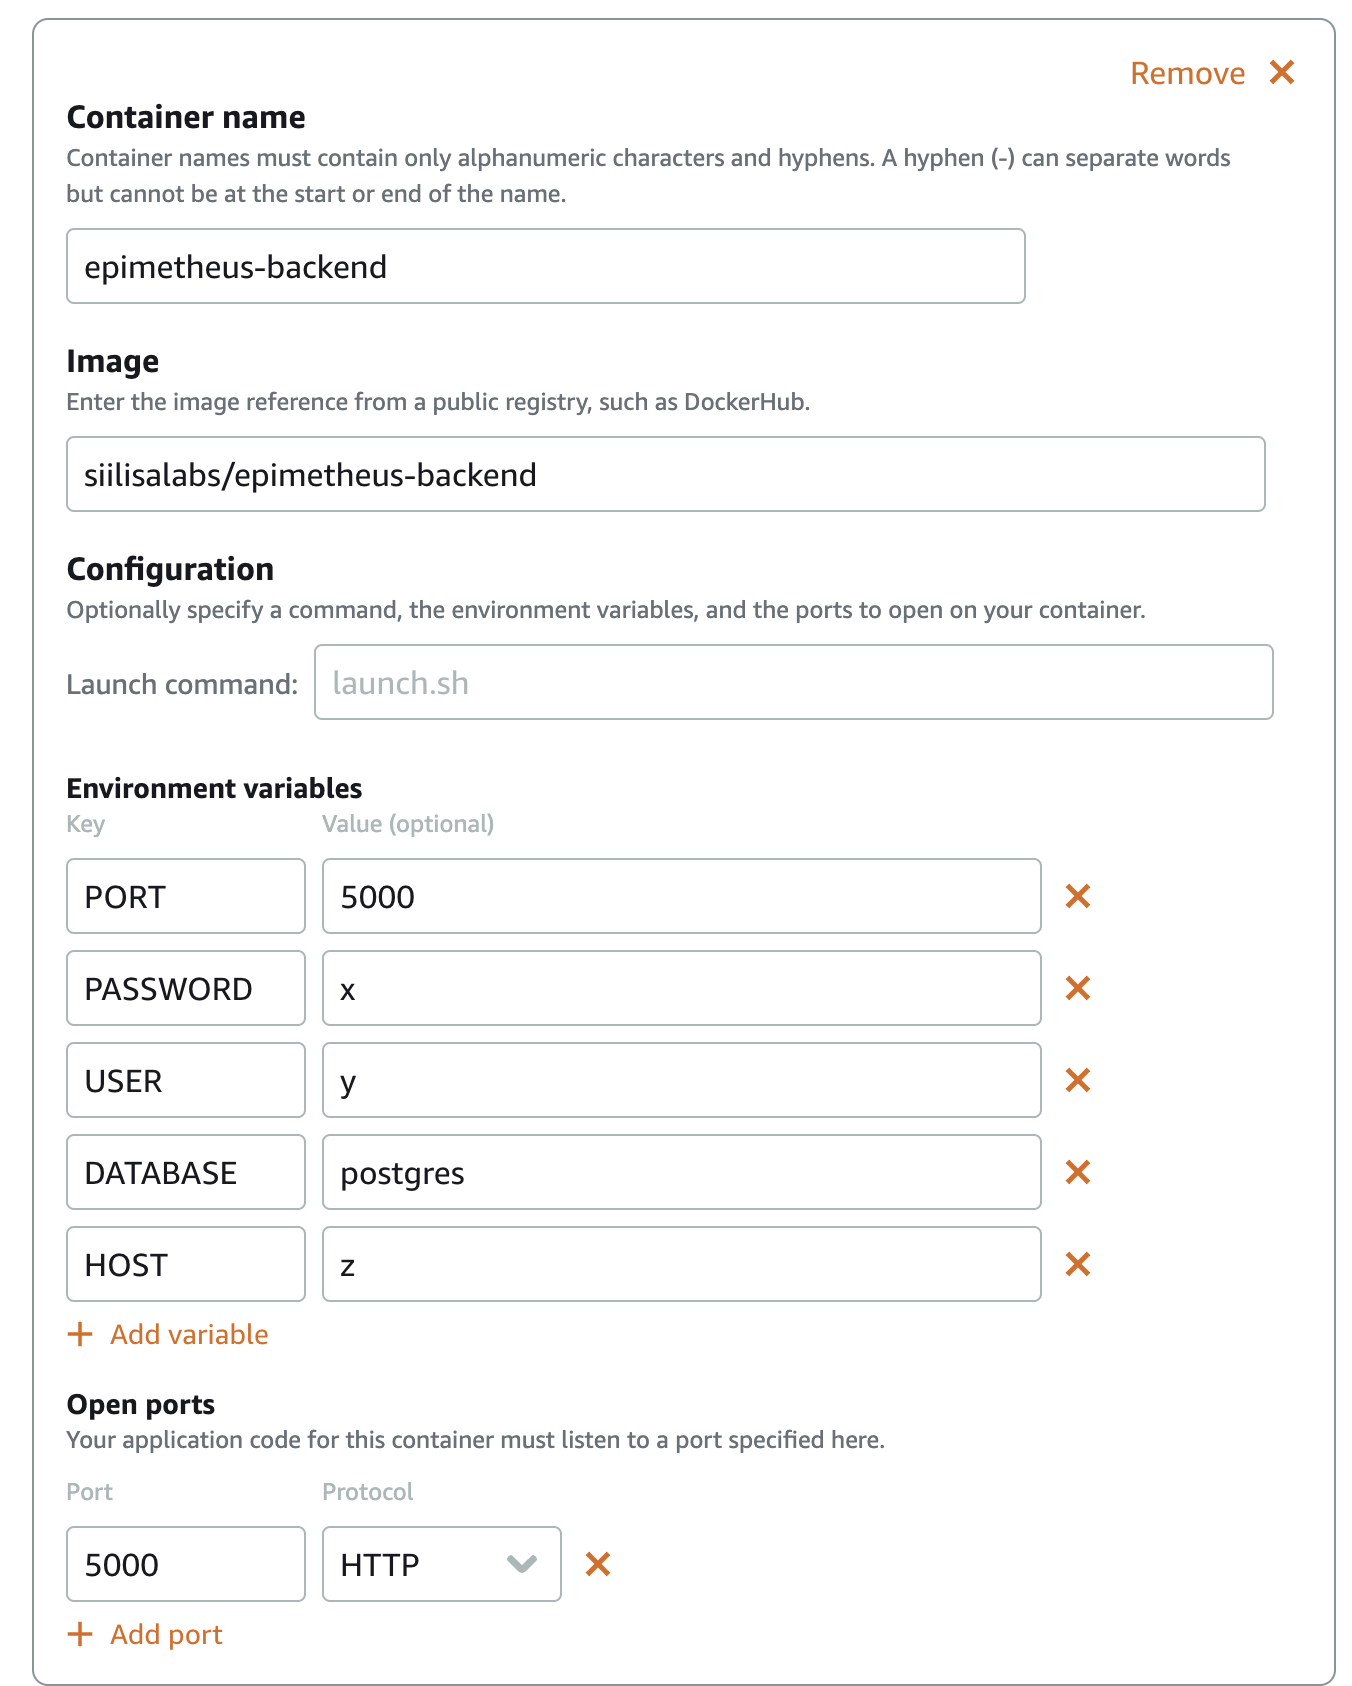 Remove
Container name
Container names must contain only alphanumeric characters and hyphens. A hyphen (-) can separate words
but cannot be at the start or end of the name.
epimetheus-backend
Image
Enter the image reference from a public registry, such as DockerHub.
siilisalabs/epimetheus-backend
Configuration
Optionally specify a command, the environment variables, and the ports to open on your container.
Launch command: launch.sh
Environment variables
Key Value (optional)
PORT 5000
PASSWORD x
USER y
DATABASE postgres
HOST z
+ Add variable
Open ports
Your application code for this container must listen to a port specified here.
Port Protocol
5000 HTTP
+ Add port